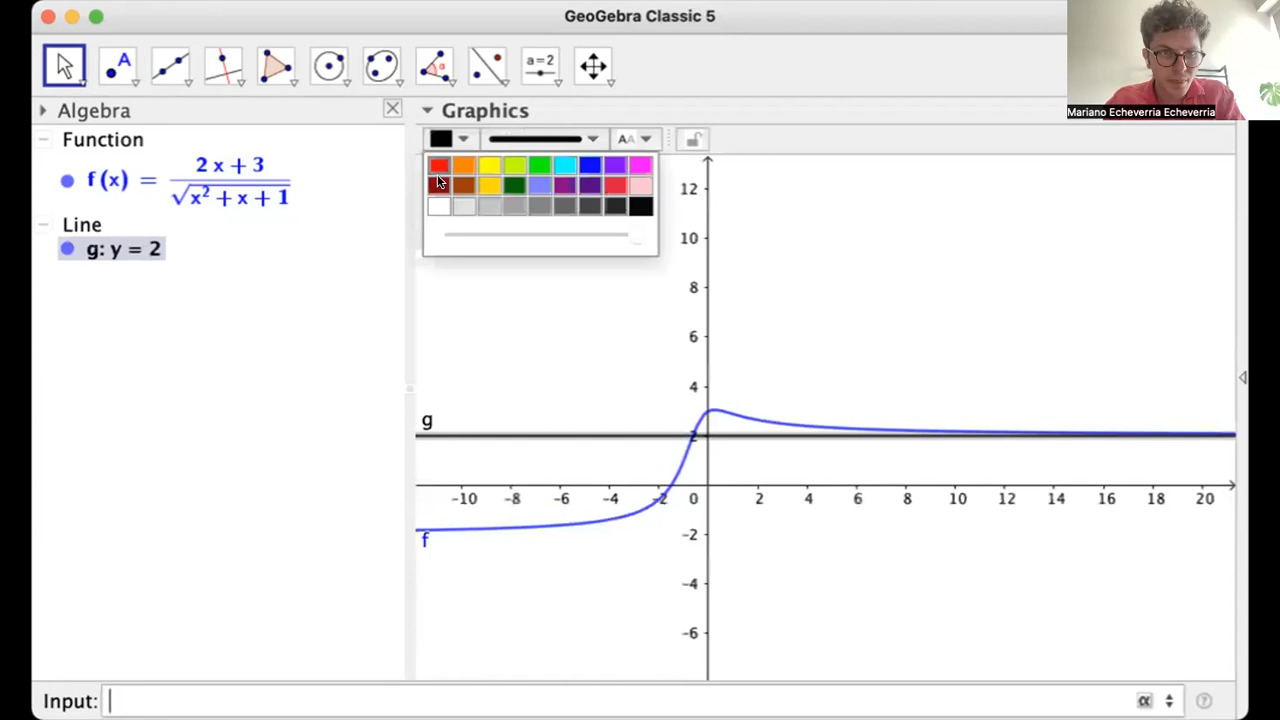 GeoGebra Classic 5
A
α
a=2
Mariano Echeverria Echeverria
Algebra
Graphics
Function
AA
f(x) = 2 x + 3 / √x² + x + 1
Line
g: y = 2
12
10
8
6
4
g
2
-10 -8 -6 -4 -2 0 2 4 6 8 10 12 14 16 18 20
f
-2
-4
-6
Input: α